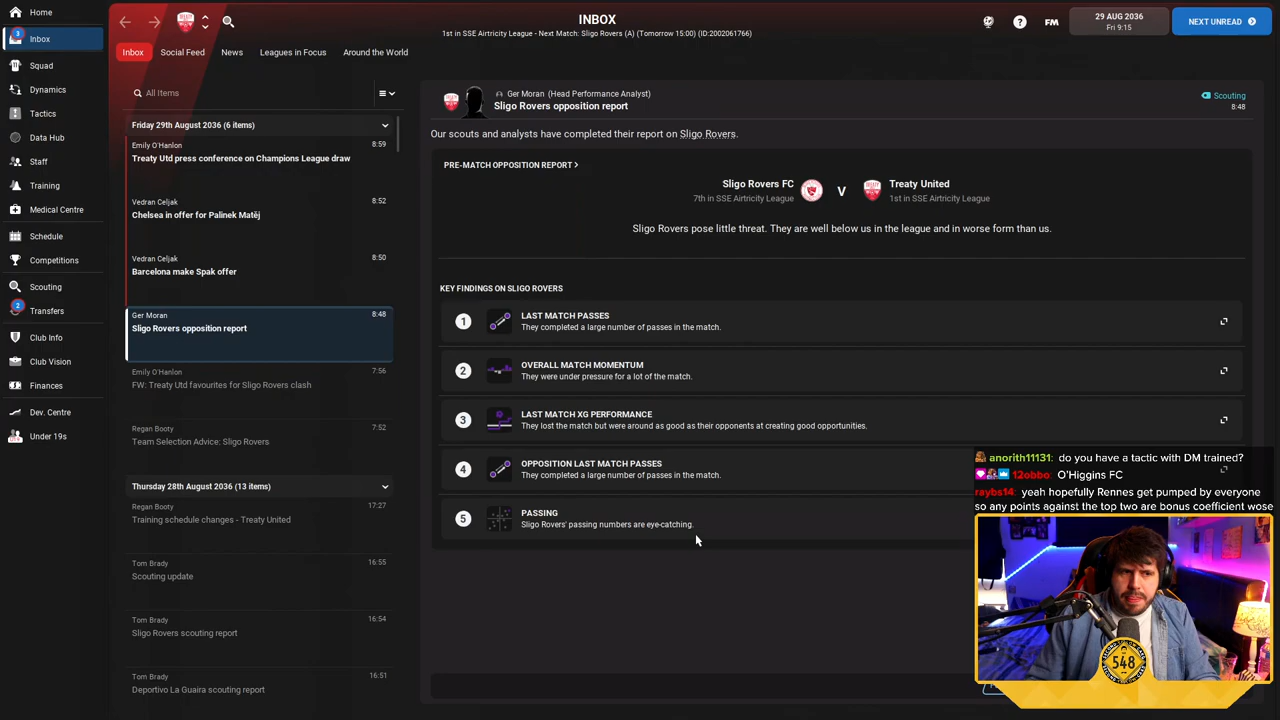 Home
3
Inbox
Squad
Dynamics
Tactics
Data Hub
Staff
Training
Medical Centre
Schedule
Competitions
Scouting
2
Transfers
Club Info
Club Vision
Finances
Dev. Centre
Under 19s
INBOX
1st in SSE Airtricity League - Next Match: Sligo Rovers (A) (Tomorrow 15:00) (ID:2002061766)
?
FM
29 AUG 2036
Fri 9:15
NEXT UNREAD
Inbox
Social Feed
News
Leagues in Focus
Around the World
All Items
Friday 29th August 2036 (6 items)
Emily O'Hanlon 8:59
Treaty Utd press conference on Champions League draw
Vedran Celjak 8:52
Chelsea in offer for Palinek Matěj
Vedran Celjak 8:50
Barcelona make Spak offer
Ger Moran 8:48
Sligo Rovers opposition report
Emily O'Hanlon 7:56
FW: Treaty Utd favourites for Sligo Rovers clash
Regan Booty 7:52
Team Selection Advice: Sligo Rovers
Thursday 28th August 2036 (13 items)
Regan Booty 17:27
Training schedule changes - Treaty United
Tom Brady 16:55
Scouting update
Tom Brady 16:54
Sligo Rovers scouting report
Tom Brady 16:51
Deportivo La Guaira scouting report
Ger Moran (Head Performance Analyst)
Sligo Rovers opposition report
Scouting
8:48
Our scouts and analysts have completed their report on Sligo Rovers.
PRE-MATCH OPPOSITION REPORT >
Sligo Rovers FC V Treaty United
7th in SSE Airtricity League 1st in SSE Airtricity League
Sligo Rovers pose little threat. They are well below us in the league and in worse form than us.
KEY FINDINGS ON SLIGO ROVERS
1
LAST MATCH PASSES
They completed a large number of passes in the match.
2
OVERALL MATCH MOMENTUM
They were under pressure for a lot of the match.
3
LAST MATCH XG PERFORMANCE
They lost the match but were around as good as their opponents at creating good opportunities.
4
OPPOSITION LAST MATCH PASSES
They completed a large number of passes in the match.
5
PASSING
Sligo Rovers' passing numbers are eye-catching.
anorith11131: do you have a tactic with DM trained?
12obbo: O'Higgins FC
raybs14: yeah hopefully Rennes get pumped by everyone
so any points against the top two are bonus coefficient wose
548